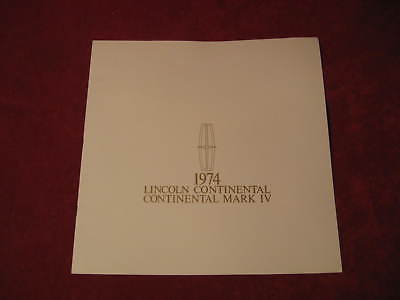 1974
LINCOLN CONTINENTAL
CONTINENTAL MARK IV